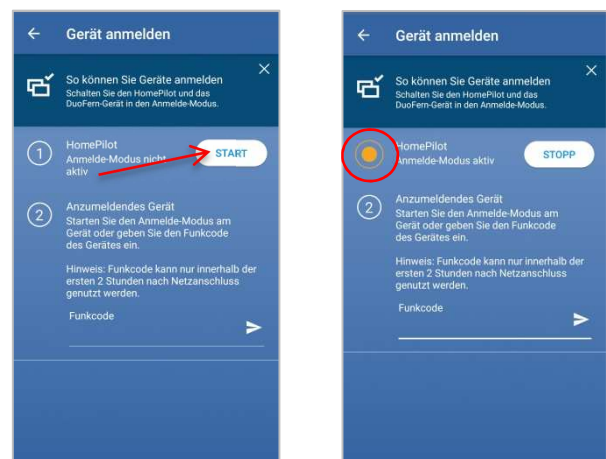 Gerät anmelden
So können Sie Geräte anmelden
Schalten Sie den HomePilot und das
DuoFern-Gerät in den Anmelde-Modus.
1
HomePilot
Anmelde-Modus nicht
aktiv
START
2
Anzumeldendes Gerät
Starten Sie den Anmelde-Modus am
Gerät oder geben Sie den Funkcode
des Gerätes ein.
Hinweis: Funkcode kann nur innerhalb der
ersten 2 Stunden nach Netzanschluss
genutzt werden.
Funkcode
Gerät anmelden
So können Sie Geräte anmelden
Schalten Sie den HomePilot und das
DuoFern-Gerät in den Anmelde-Modus.
HomePilot
Anmelde-Modus aktiv
STOPP
2
Anzumeldendes Gerät
Starten Sie den Anmelde-Modus am
Gerät oder geben Sie den Funkcode
des Gerätes ein.
Hinweis: Funkcode kann nur innerhalb der
ersten 2 Stunden nach Netzanschluss
genutzt werden.
Funkcode